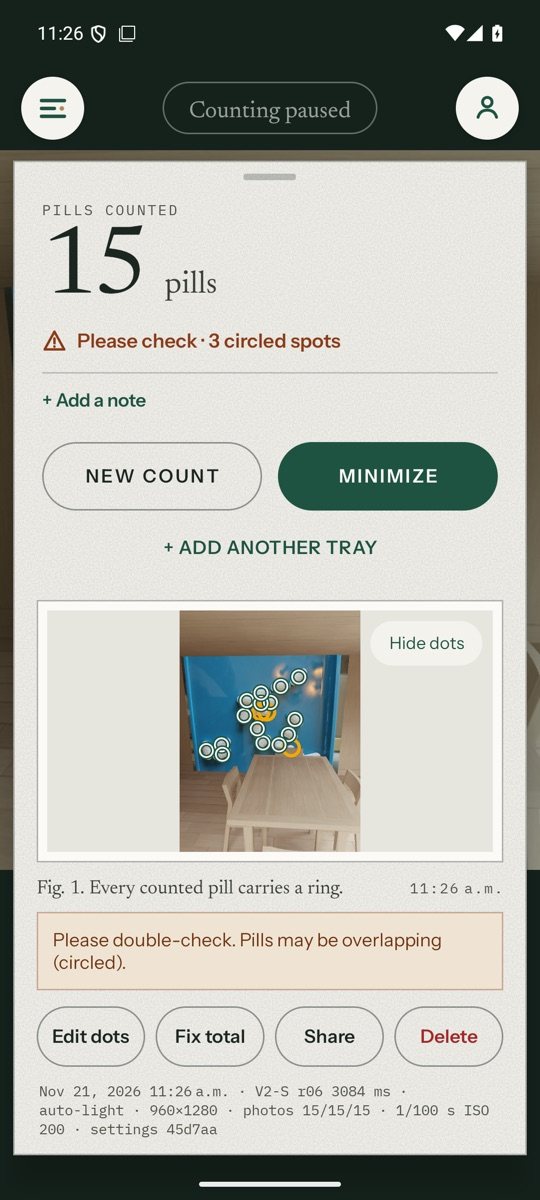 11:26
Counting paused
PILLS COUNTED
15 pills
Please check · 3 circled spots
+ Add a note
NEW COUNT
MINIMIZE
+ ADD ANOTHER TRAY
Hide dots
Fig. 1. Every counted pill carries a ring.
11:26 a.m.
Please double-check. Pills may be overlapping
(circled).
Edit dots
Fix total
Share
Delete
Nov 21, 2026 11:26 a.m. · V2-S r06 3084 ms ·
auto-light · 960×1280 · photos 15/15/15 · 1/100 s ISO
200 · settings 45d7aa